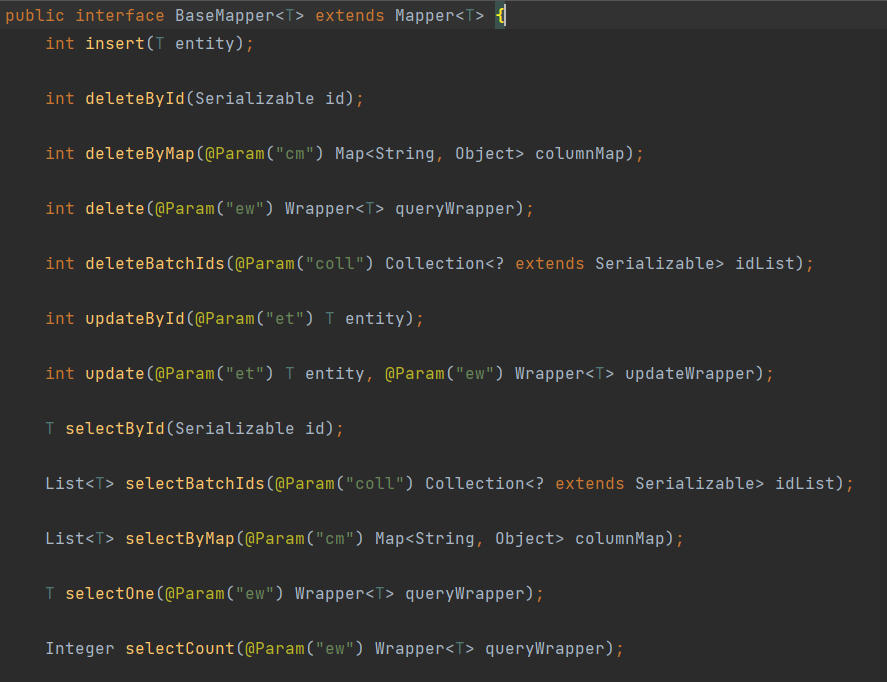 public interface BaseMapper<T> extends Mapper<T> {
int insert(T entity);
int deleteById(Serializable id);
int deleteByMap(@Param("cm") Map<String, Object> columnMap);
int delete(@Param("ew") Wrapper<T> queryWrapper);
int deleteBatchIds(@Param("coll") Collection<? extends Serializable> idList);
int updateById(@Param("et") T entity);
int update(@Param("et") T entity, @Param("ew") Wrapper<T> updateWrapper);
T selectById(Serializable id);
List<T> selectBatchIds(@Param("coll") Collection<? extends Serializable> idList);
List<T> selectByMap(@Param("cm") Map<String, Object> columnMap);
T selectOne(@Param("ew") Wrapper<T> queryWrapper);
Integer selectCount(@Param("ew") Wrapper<T> queryWrapper);